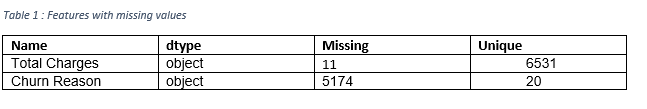 Table 1 : Features with missing values
Name dtype Missing Unique
Total Charges object 11 6531
Churn Reason object 5174 20